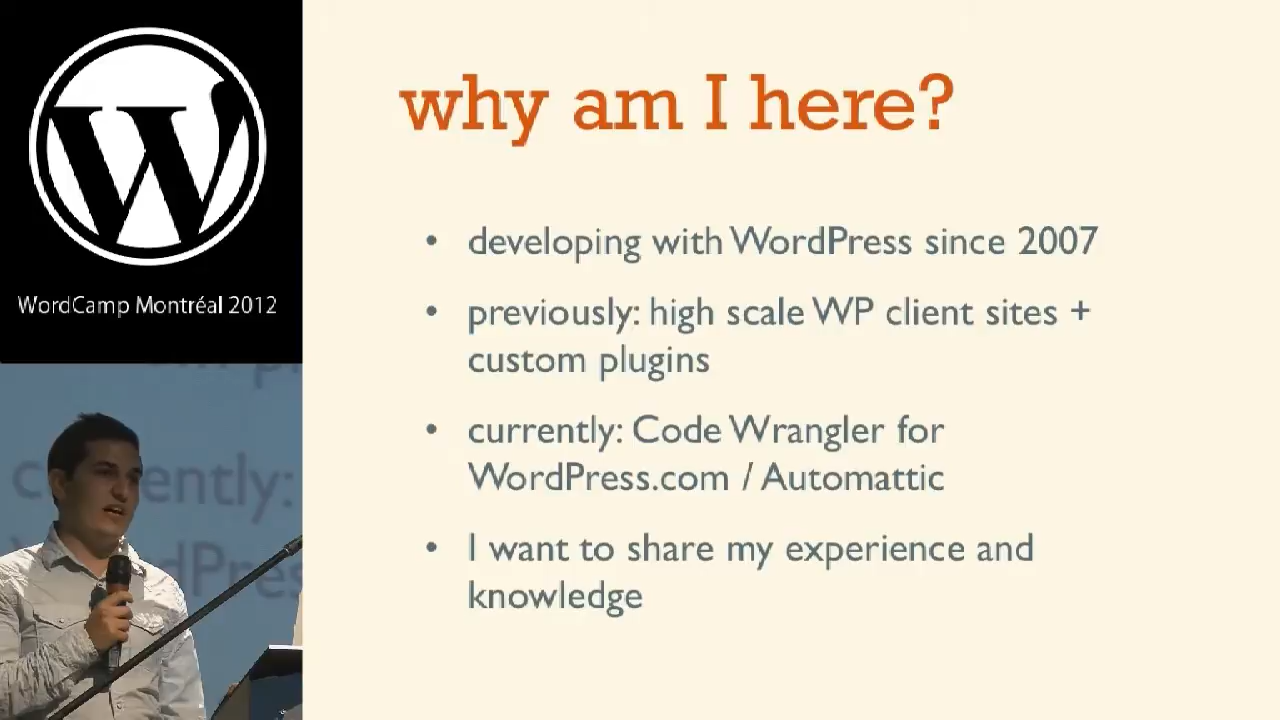 WordCamp Montréal 2012
why am I here?
• developing with WordPress since 2007
• previously: high scale WP client sites +
custom plugins
• currently: Code Wrangler for
WordPress.com / Automattic
• I want to share my experience and
knowledge
currently: